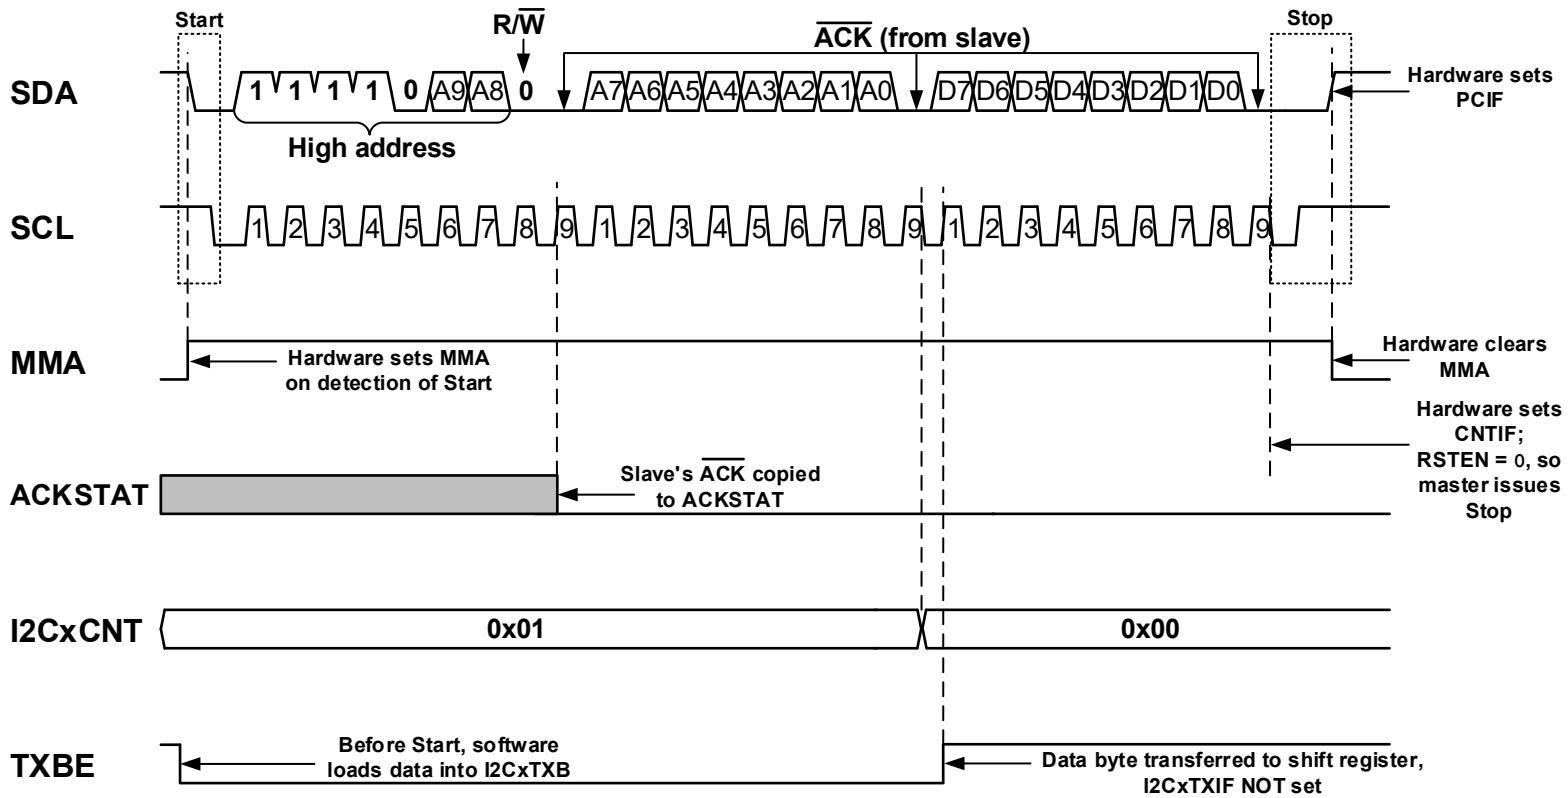 Start
R/W
ACK (from slave)
Stop
SDA
1 1 1 1 0 A9 A8 0 A7 A6 A5 A4 A3 A2 A1 A0 D7 D6 D5 D4 D3 D2 D1 D0
Hardware sets
PCIF
High address
SCL
1 2 3 4 5 6 7 8 9 1 2 3 4 5 6 7 8 9 1 2 3 4 5 6 7 8 9
MMA
Hardware sets MMA
on detection of Start
Hardware clears
MMA
Hardware sets
CNTIF;
RSTEN = 0, so
master issues
Stop
ACKSTAT
Slave's ACK copied
to ACKSTAT
I2CxCNT
0x01
0x00
TXBE
Before Start, software
loads data into I2CxTXB
Data byte transferred to shift register,
I2CxTXIF NOT set